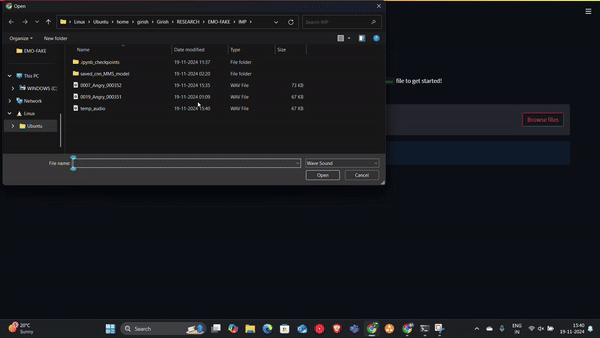 Open
Linux > Ubuntu > home > girish > Girish > RESEARCH > EMO-FAKE > IMP >
Search IMP
Organize
New folder
EMO-FAKE
This PC
WINDOWS (C:
Network
Linux
Ubuntu
Name Date modified Type Size
.ipynb_checkpoints 19-11-2024 11:37 File folder
saved_cnn_MMS_model 19-11-2024 02:20 File folder
0007_Angry_000352 19-11-2024 15:35 WAV File 73 KB
0019_Angry_000351 19-11-2024 01:09 WAV File 67 KB
temp_audio 19-11-2024 15:40 WAV File 67 KB
file to get started!
Browse files
File name:
Wave Sound
Open
Cancel
20°C
Sunny
Search
ENG
IN
15:40
19-11-2024